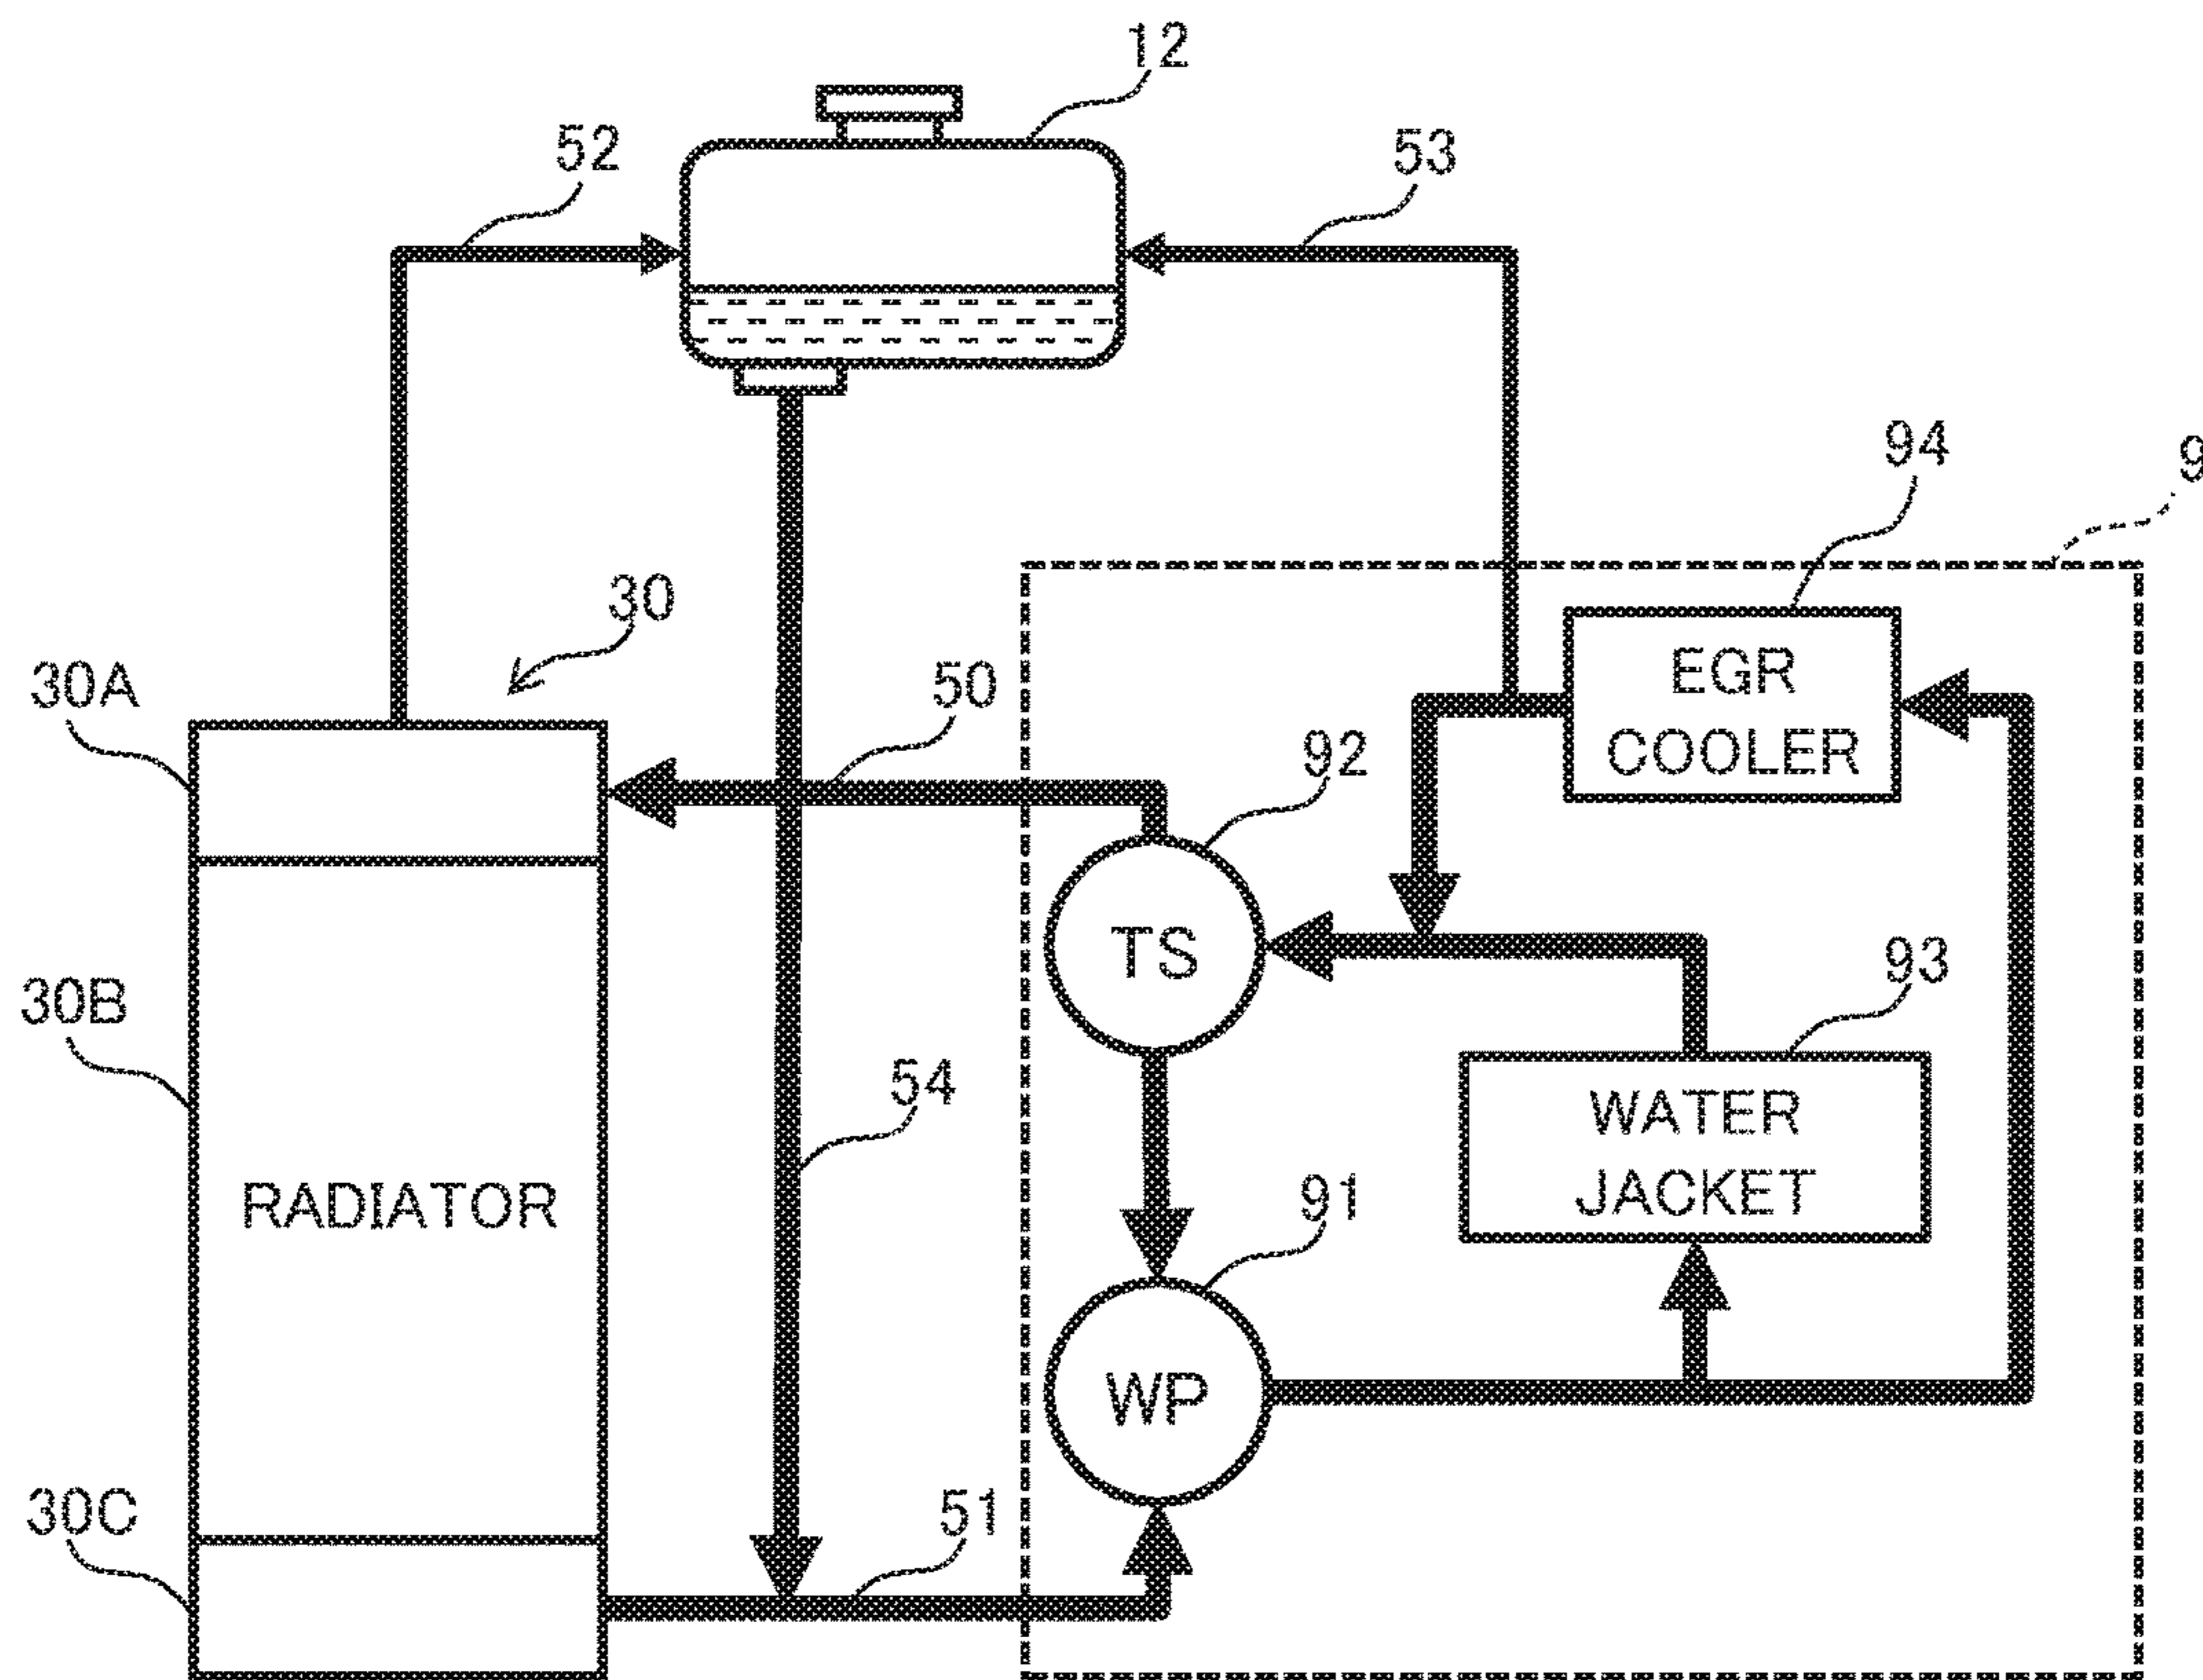 12
52
53
94
9
30
30A
50
EGR
COOLER
92
TS
93
30B
54
WATER
JACKET
RADIATOR
91
WP
30C
51